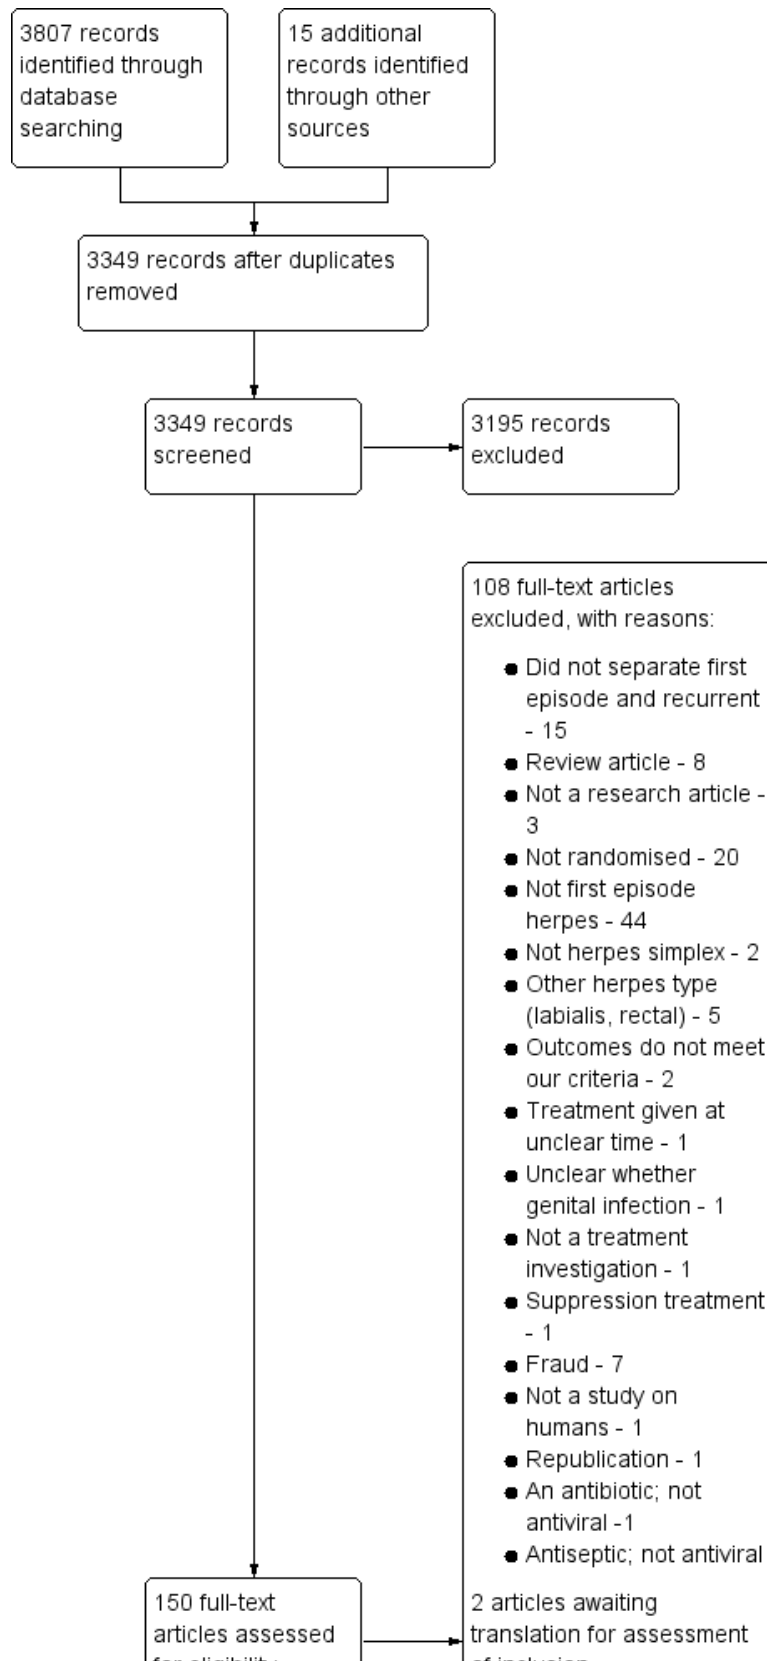 3807 records
identified through
database
searching
15 additional
records identified
through other
sources
3349 records after duplicates
removed
3349 records
screened
3195 records
excluded
108 full-text articles
excluded, with reasons:
● Did not separate first
episode and recurrent
- 15
● Review article - 8
● Not a research article -
3
● Not randomised - 20
● Not first episode
herpes - 44
● Not herpes simplex - 2
● Other herpes type
(labialis, rectal) - 5
● Outcomes do not meet
our criteria - 2
● Treatment given at
unclear time - 1
● Unclear whether
genital infection - 1
● Not a treatment
investigation - 1
● Suppression treatment
- 1
● Fraud - 7
● Not a study on
humans - 1
● Republication - 1
● An antibiotic; not
antiviral -1
● Antiseptic; not antiviral
150 full-text
articles assessed
for eligibility
2 articles awaiting
translation for assessment
of inclusion